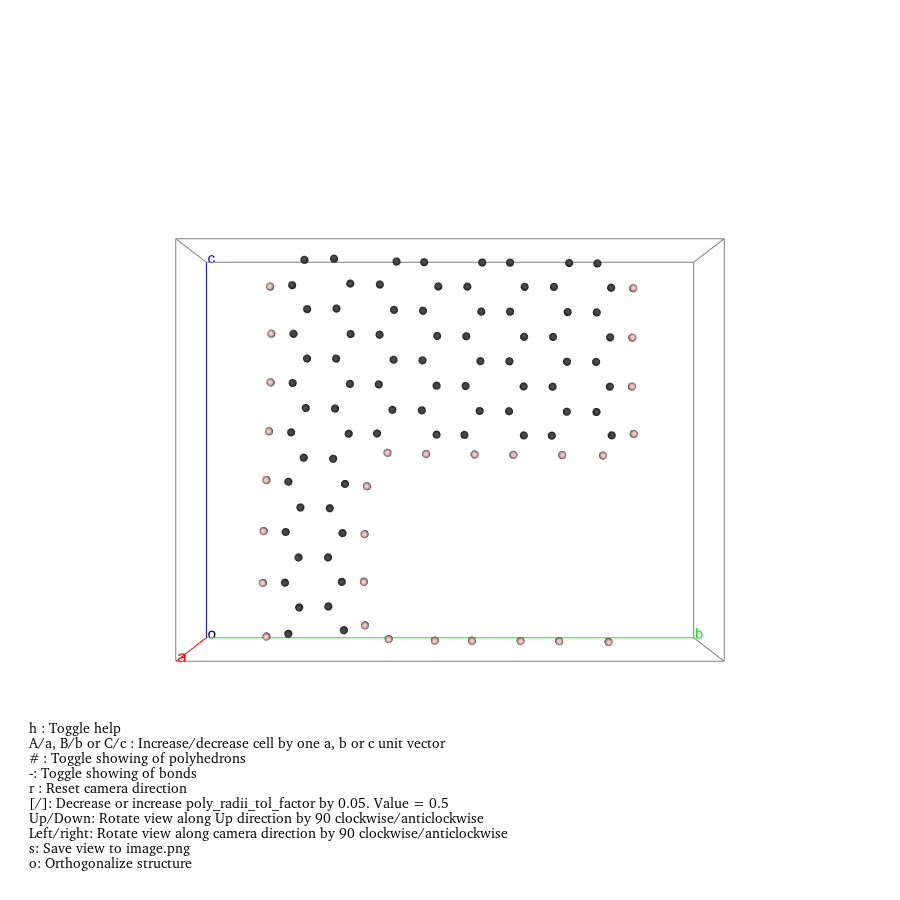 c
o
b
a
h : Toggle help
A/a, B/b or C/c : Increase/decrease cell by one a, b or c unit vector
# : Toggle showing of polyhedrons
-: Toggle showing of bonds
r : Reset camera direction
[/]: Decrease or increase poly_radii_tol_factor by 0.05. Value = 0.5
Up/Down: Rotate view along Up direction by 90 clockwise/anticlockwise
Left/right: Rotate view along camera direction by 90 clockwise/anticlockwise
s: Save view to image.png
o: Orthogonalize structure